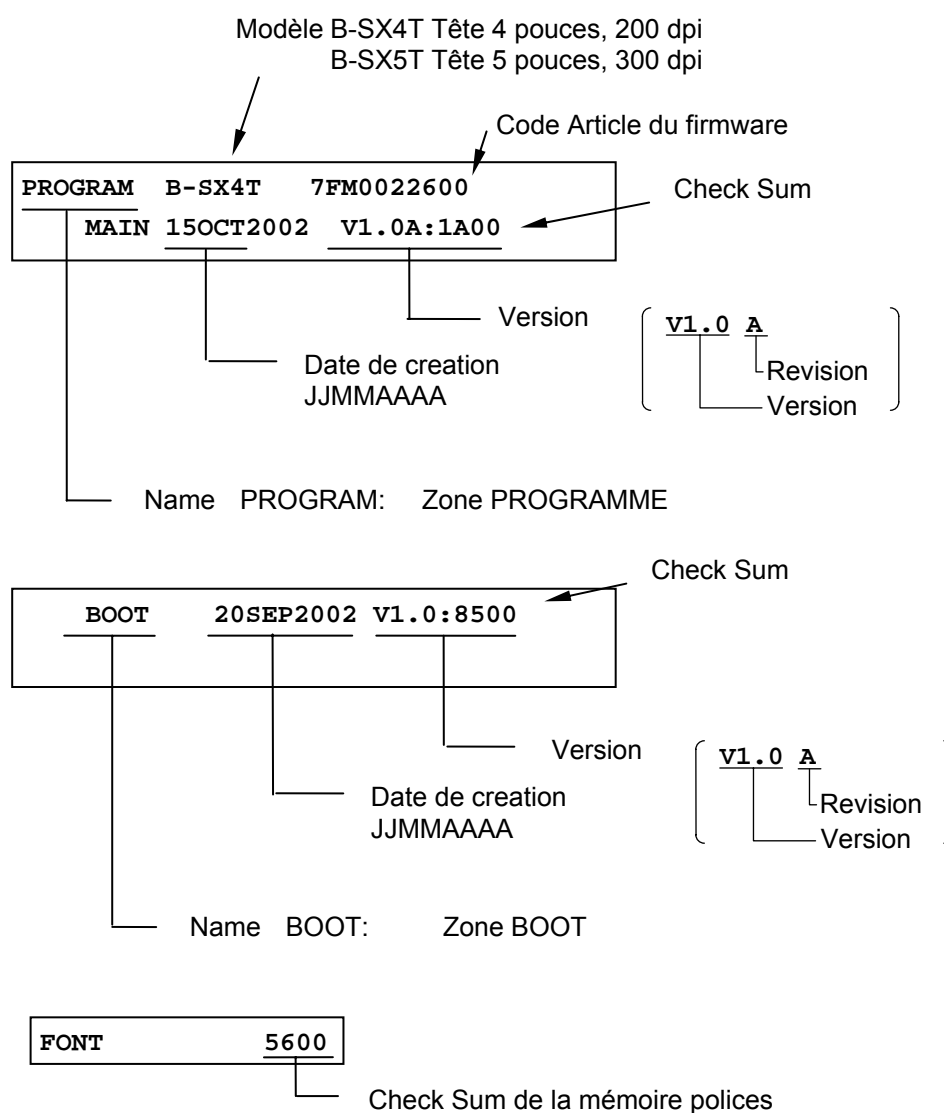 Modèle B-SX4T Tête 4 pouces, 200 dpi
B-SX5T Tête 5 pouces, 300 dpi
Code Article du firmware
PROGRAM B-SX4T 7FM0022600
Check Sum
MAIN 15OCT2002 V1.0A:1A00
Version
V1.0 A
Date de creation
Revision
JJMMAAAA
Version
Name PROGRAM: Zone PROGRAMME
Check Sum
BOOT 20SEP2002 V1.0:8500
Version
V1.0 A
Date de creation
Revision
JJMMAAAA
Version
Name BOOT: Zone BOOT
FONT 5600
Check Sum de la mémoire polices